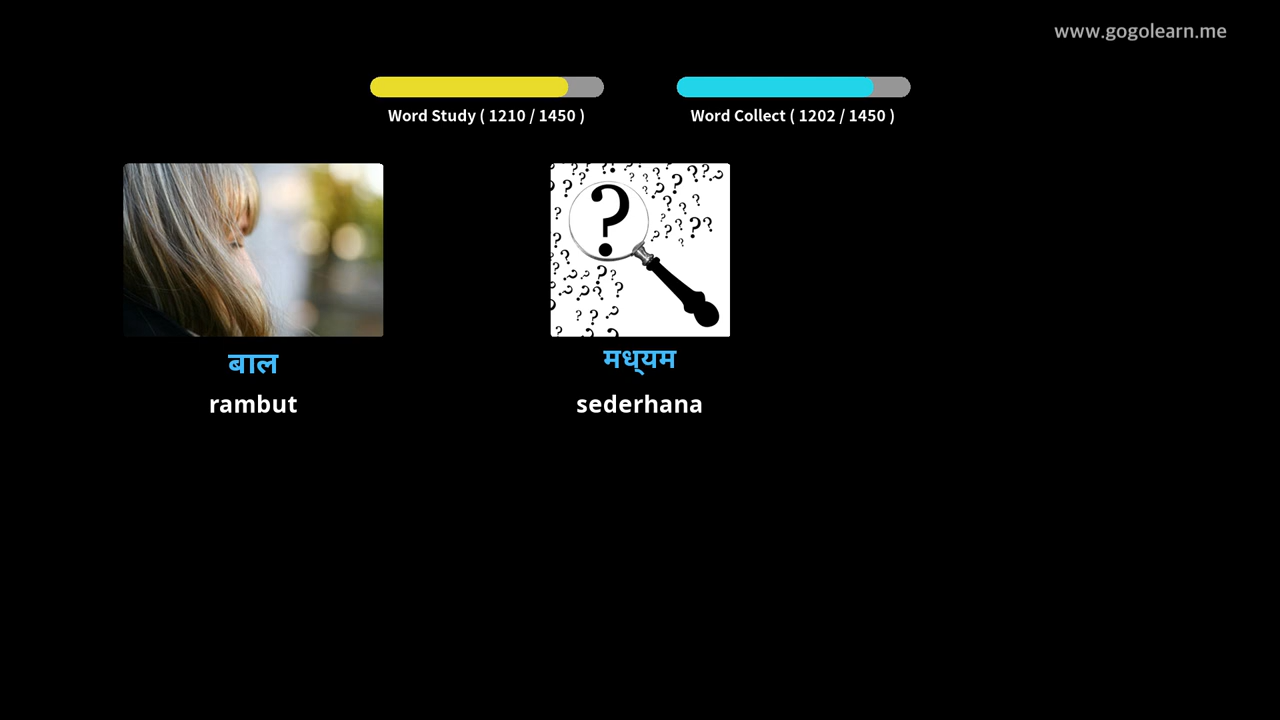 www.gogolearn.me
Word Study ( 1210 / 1450 )
Word Collect ( 1202 / 1450 )
बाल
rambut
मध्यम
sederhana